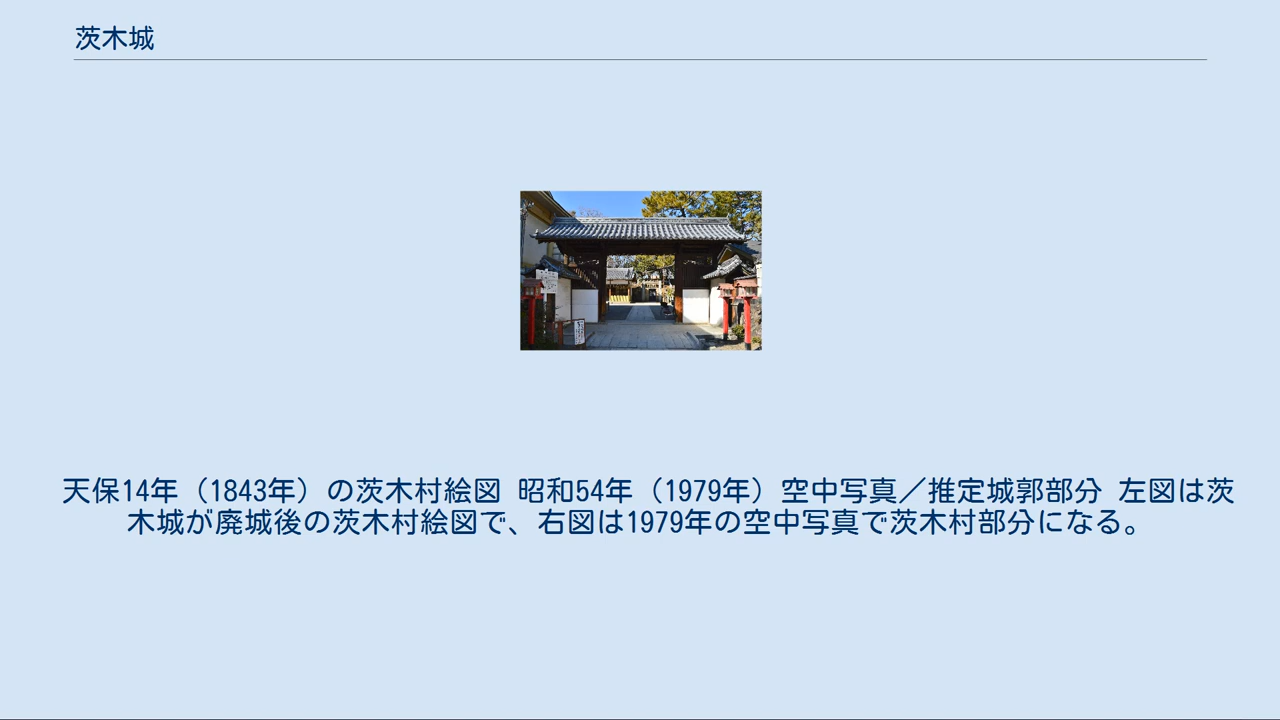 茨木城
天保14年（1843年）の茨木村絵図 昭和54年（1979年）空中写真／推定城郭部分 左図は茨
木城が廃城後の茨木村絵図で、右図は1979年の空中写真で茨木村部分になる。